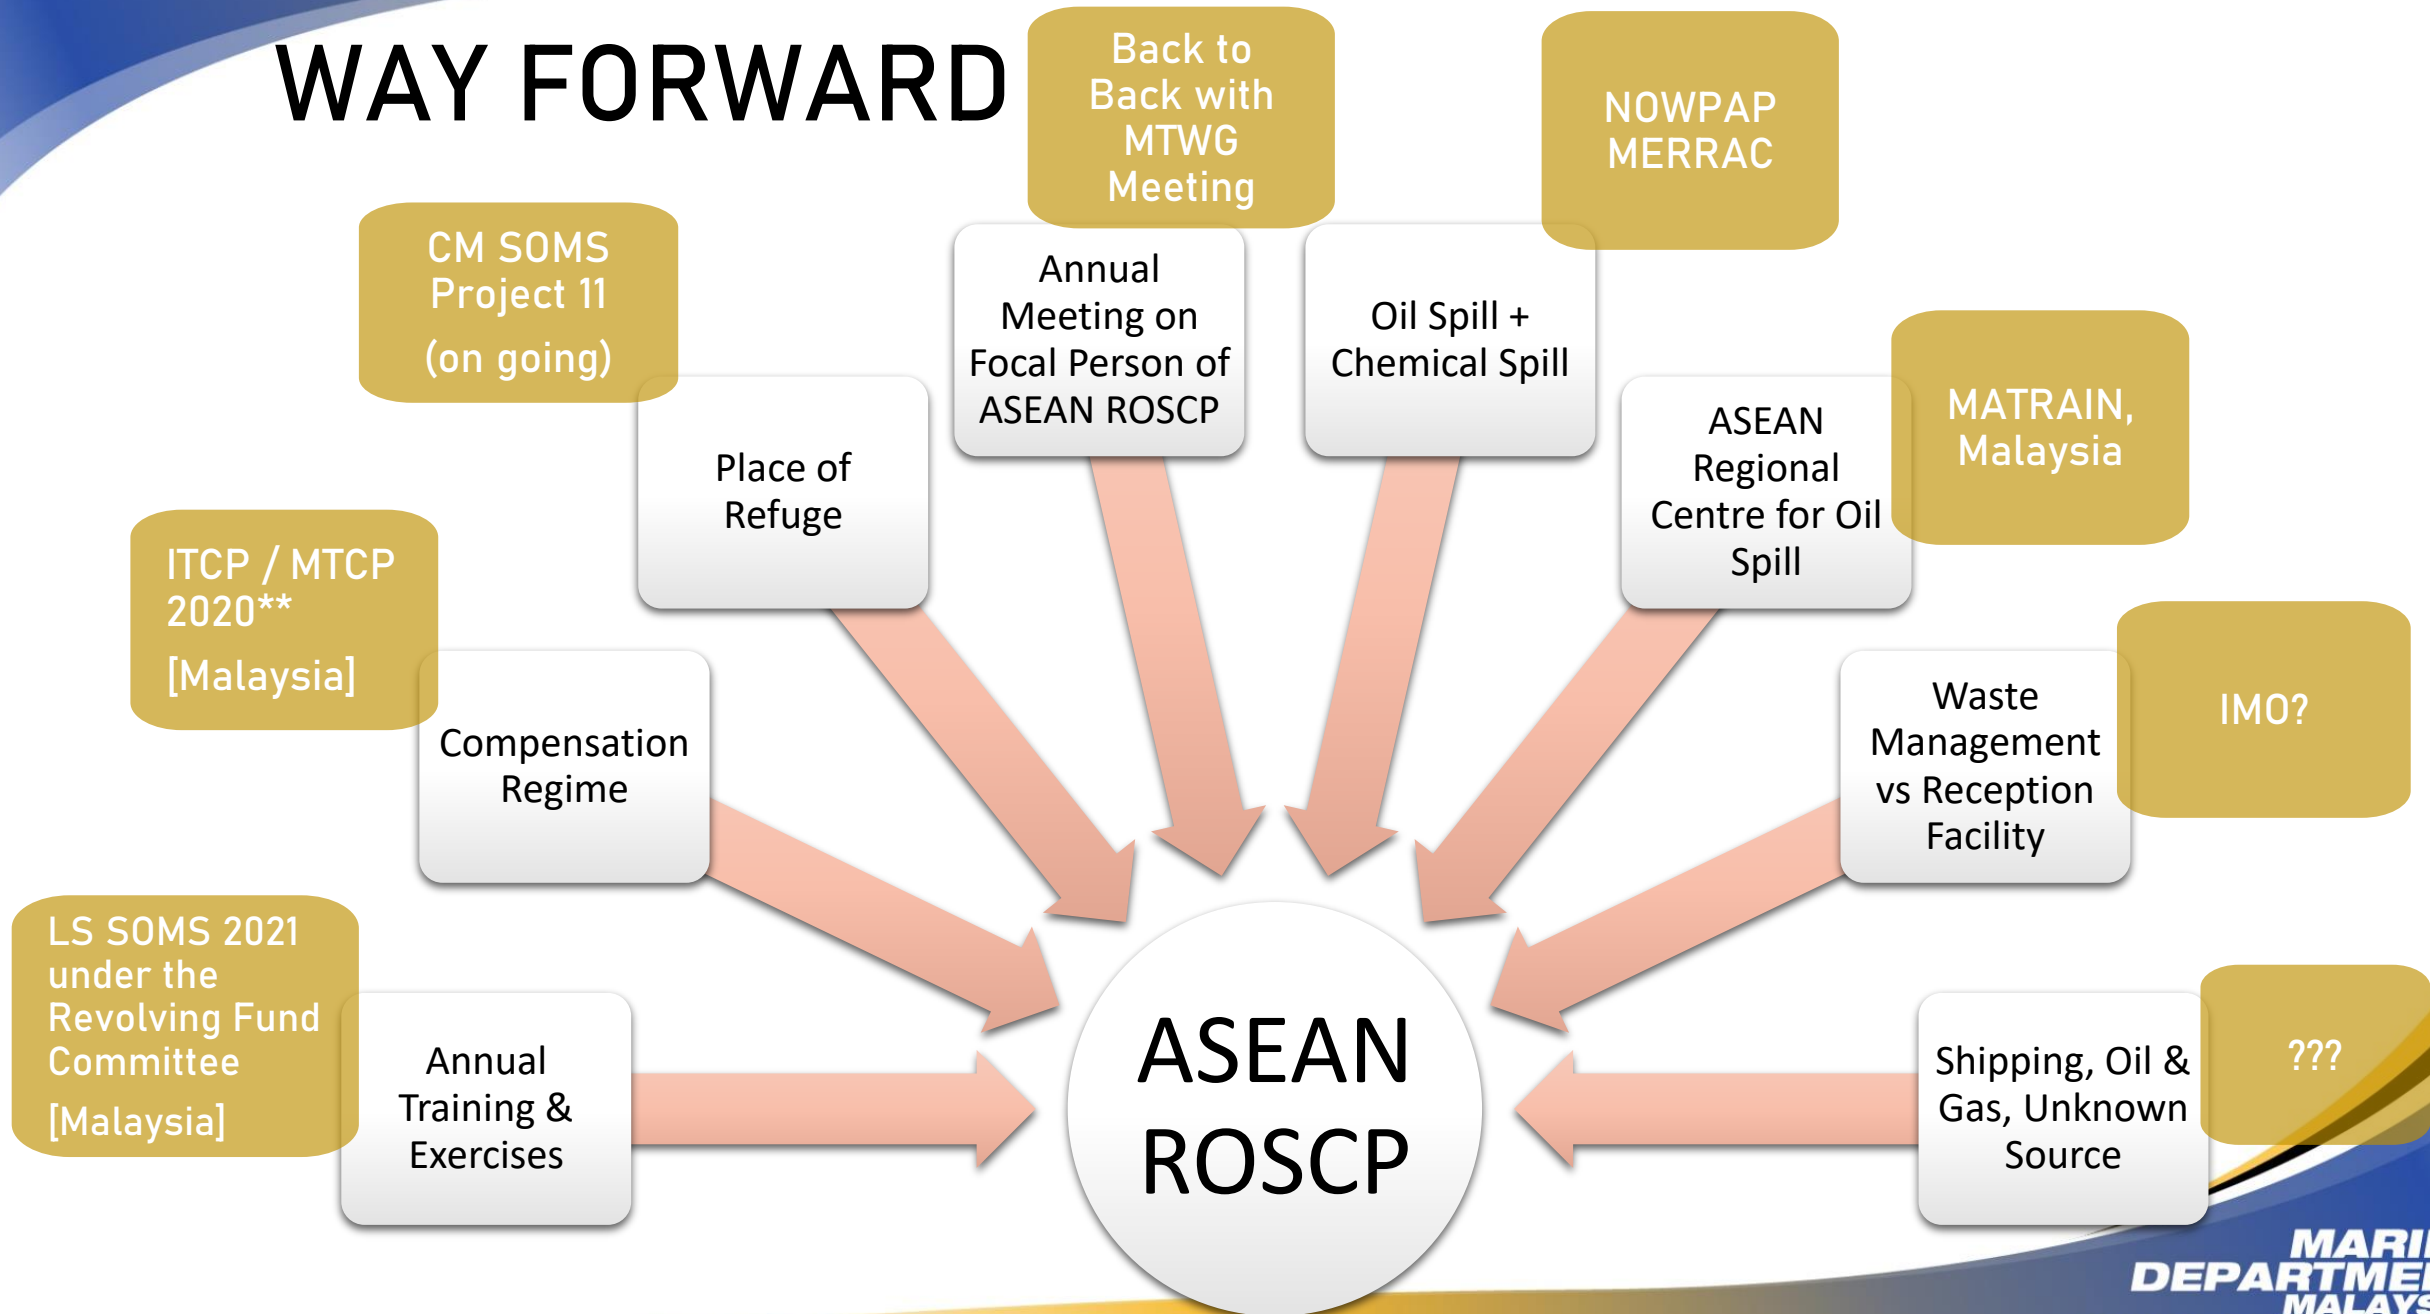 WAY FORWARD
Back to
Back with
MTWG
Meeting
NOWPAP
MERRAC
CM SOMS
Project 11
(on going)
Annual
Meeting on
Focal Person of
ASEAN ROSCP
Oil Spill +
Chemical Spill
MATRAIN,
Malaysia
Place of
Refuge
ASEAN
Regional
Centre for Oil
Spill
ITCP / MTCP
2020**
[Malaysia]
Compensation
Regime
Waste
Management
vs Reception
Facility
IMO?
LS SOMS 2021
under the
Revolving Fund
Committee
[Malaysia]
Annual
Training &
Exercises
ASEAN
ROSCP
Shipping, Oil &
Gas, Unknown
Source
???